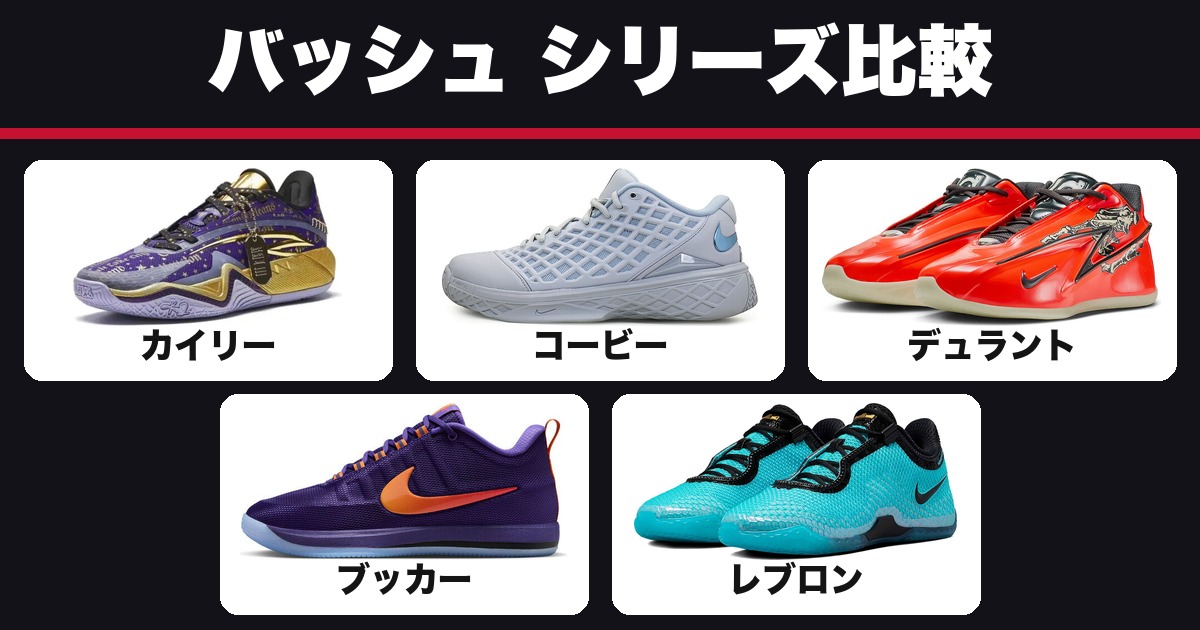 バッシュ シリーズ比較
カイリー
コービー
デュラント
ブッカー
レブロン